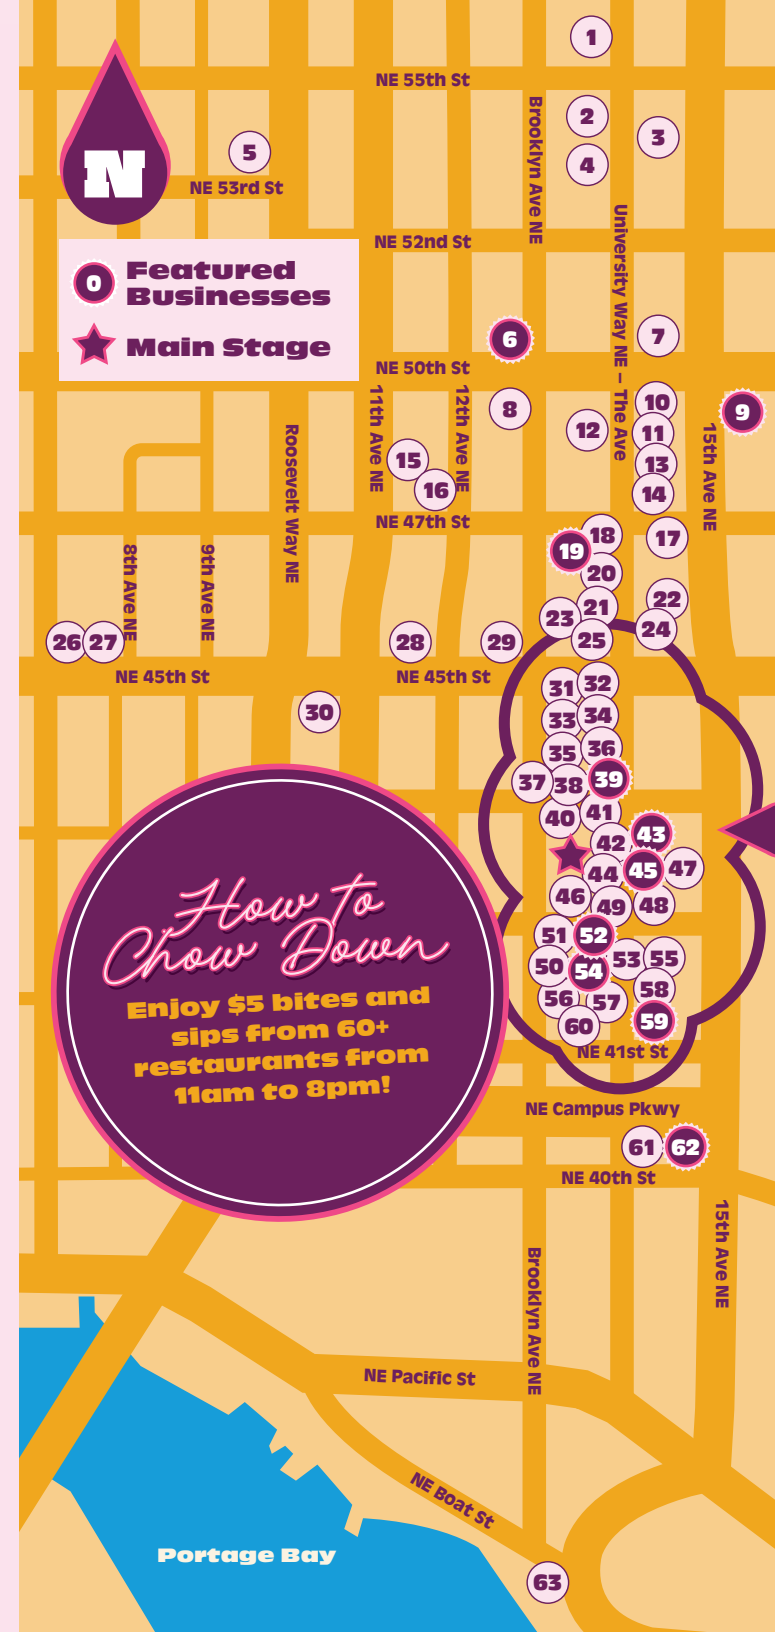 1
NE 55th St
2
3
4
5
Brooklyn Ave NE
N
NE 53rd St
University Way NE – The Ave
NE 52nd St
0
Featured
Businesses
Main Stage
6
7
NE 50th St
8
9
10
11
12
13
14
11th Ave NE
12th Ave NE
15th Ave NE
Roosevelt Way NE
15
16
NE 47th St
17
18
19
20
8th Ave NE
9th Ave NE
21
22
23
24
25
26
27
28
29
NE 45th St
NE 45th St
30
31
32
33
34
35
36
37
38
39
40
41
42
43
44
45
46
47
48
49
50
51
52
53
54
55
56
57
58
59
60
NE 41st St
How to
Chow Down
Enjoy $5 bites and
sips from 60+
restaurants from
11am to 8pm!
NE Campus Pkwy
61
62
NE 40th St
15th Ave NE
Brooklyn Ave NE
NE Pacific St
NE Boat St
Portage Bay
63